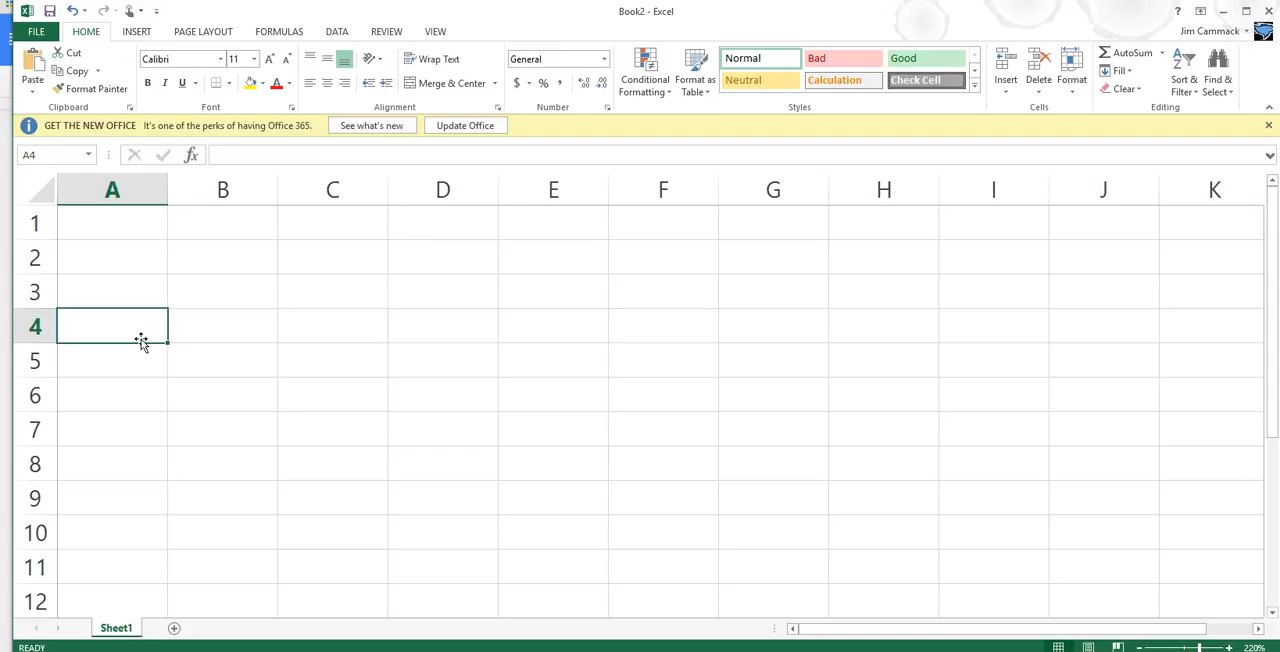 Book2 - Excel
?
FILE HOME INSERT PAGE LAYOUT FORMULAS DATA REVIEW VIEW Jim Cammack
Paste
Cut
Copy
Format Painter
Clipboard
Calibri 11
B I U A
Font
Wrap Text
Merge & Center
Alignment
General
$ % ,
Number
Conditional Formatting
Format as Table
Normal Bad Good
Neutral Calculation Check Cell
Styles
Insert Delete Format
Cells
AutoSum
Fill
Clear
Sort & Filter
Find & Select
Editing
GET THE NEW OFFICE It's one of the perks of having Office 365. See what's new Update Office
A4 fx
A B C D E F G H I J K
1
2
3
4
5
6
7
8
9
10
11
12
Sheet1
READY 220%